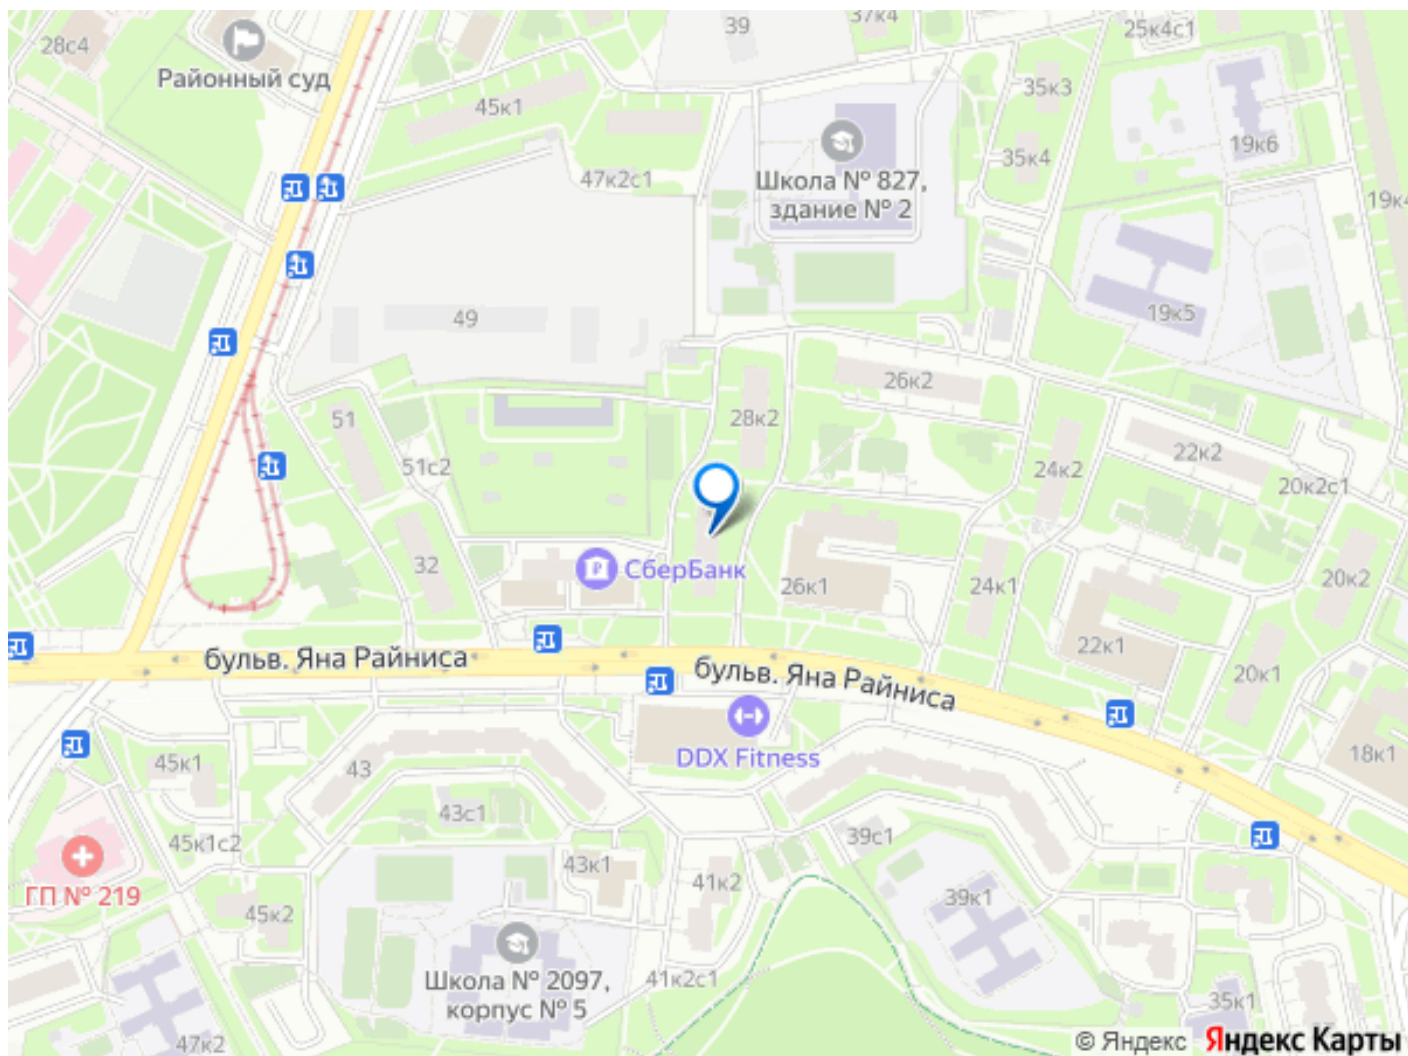 39
37к4
25к4с1
28с4
Районный суд
45к1
35к3
19к6
35к4
47к2с1
Школа № 827,
здание № 2
19к4
49
19к5
26к2
51
28к2
51с2
24к2
22к2
20к2с1
32
СберБанк
26к1
24к1
20к2
22к1
20к1
бульв. Яна Райниса
бульв. Яна Райниса
DDX Fitness
18к1
45к1
43
43с1
39с1
45к1с2
43к1
41к2
39к1
ГП № 219
45к2
Школа № 2097,
корпус № 5
41к2с1
35к1
47к2
© Яндекс Яндекс Карты